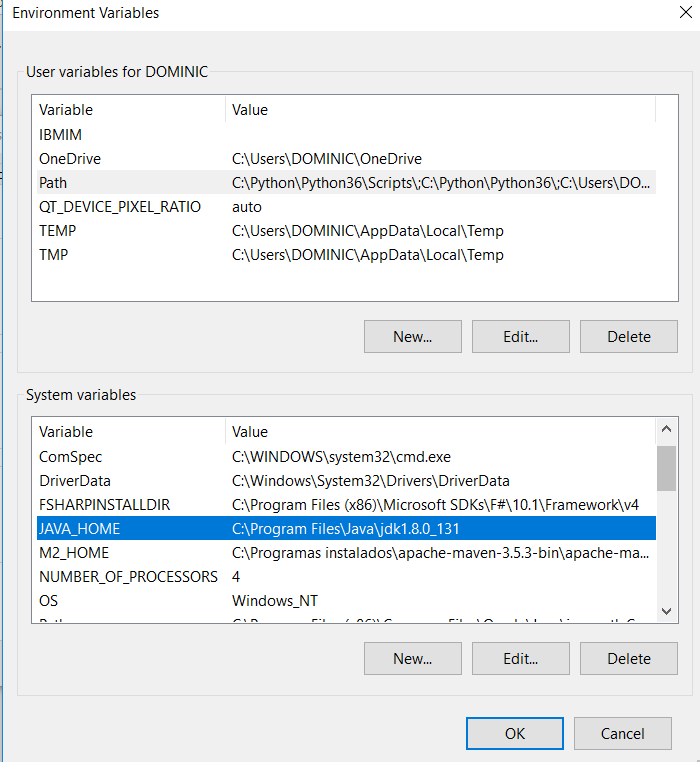 Environment Variables
User variables for DOMINIC
Variable Value
IBMIM
OneDrive C:\Users\DOMINIC\OneDrive
Path C:\Python\Python36\Scripts\;C:\Python\Python36\;C:\Users\DO...
QT_DEVICE_PIXEL_RATIO auto
TEMP C:\Users\DOMINIC\AppData\Local\Temp
TMP C:\Users\DOMINIC\AppData\Local\Temp
New... Edit... Delete
System variables
Variable Value
ComSpec C:\WINDOWS\system32\cmd.exe
DriverData C:\Windows\System32\Drivers\DriverData
FSHARPINSTALLDIR C:\Program Files (x86)\Microsoft SDKs\F#\10.1\Framework\v4
JAVA_HOME C:\Program Files\Java\jdk1.8.0_131
M2_HOME C:\Programas instalados\apache-maven-3.5.3-bin\apache-ma...
NUMBER_OF_PROCESSORS 4
OS Windows_NT
New... Edit... Delete
OK Cancel